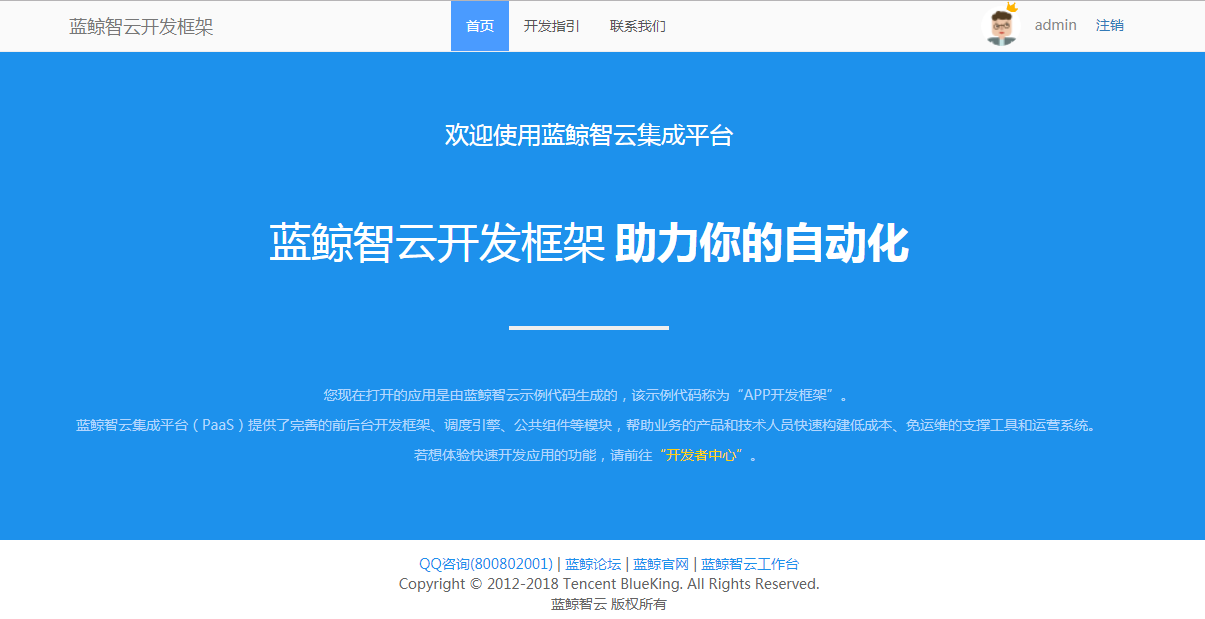 蓝鲸智云开发框架 首页 开发指引 联系我们 admin 注销
欢迎使用蓝鲸智云集成平台
蓝鲸智云开发框架 助力你的自动化
您现在打开的应用是由蓝鲸智云示例代码生成的，该示例代码称为“APP开发框架”。
蓝鲸智云集成平台（PaaS）提供了完善的前后台开发框架、调度引擎、公共组件等模块，帮助业务的产品和技术人员快速构建低成本、免运维的支撑工具和运营系统。
若想体验快速开发应用的功能，请前往“开发者中心”。
QQ咨询(800802001) | 蓝鲸论坛 | 蓝鲸官网 | 蓝鲸智云工作台
Copyright © 2012-2018 Tencent BlueKing. All Rights Reserved.
蓝鲸智云 版权所有